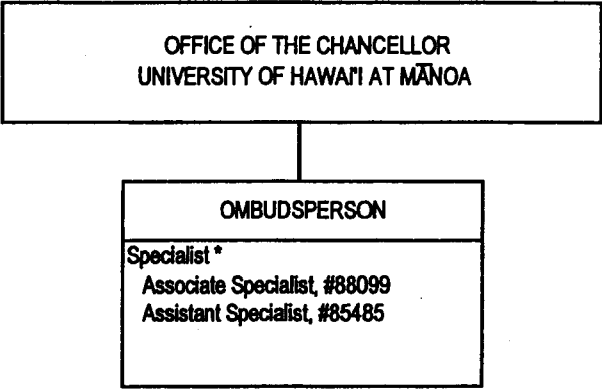 OFFICE OF THE CHANCELLOR
UNIVERSITY OF HAWAI'I AT MĀNOA
OMBUDSPERSON
Specialist *
Associate Specialist, #88099
Assistant Specialist, #85485